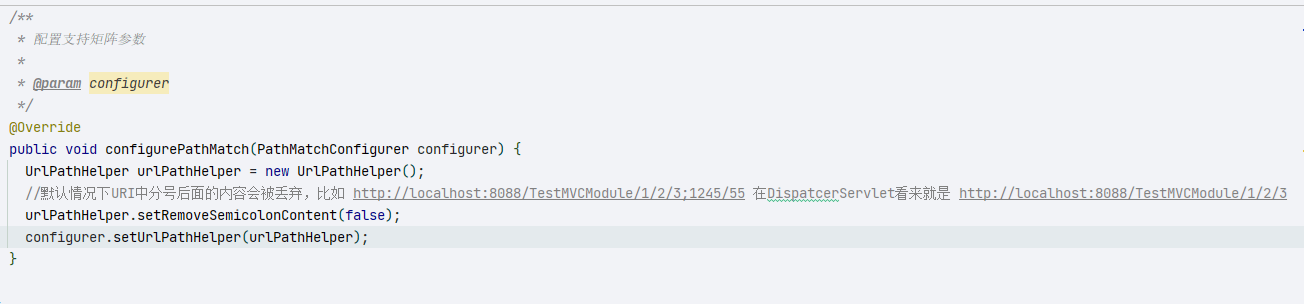 /**
 * 配置支持矩阵参数
 *
 * @param configurer
 */
@Override
public void configurePathMatch(PathMatchConfigurer configurer) {
  UrlPathHelper urlPathHelper = new UrlPathHelper();
  //默认情况下URI中分号后面的内容会被丢弃，比如 http://localhost:8088/TestMVCModule/1/2/3;1245/55 在DispatcerServlet看来就是 http://localhost:8088/TestMVCModule/1/2/3
  urlPathHelper.setRemoveSemicolonContent(false);
  configurer.setUrlPathHelper(urlPathHelper);
}